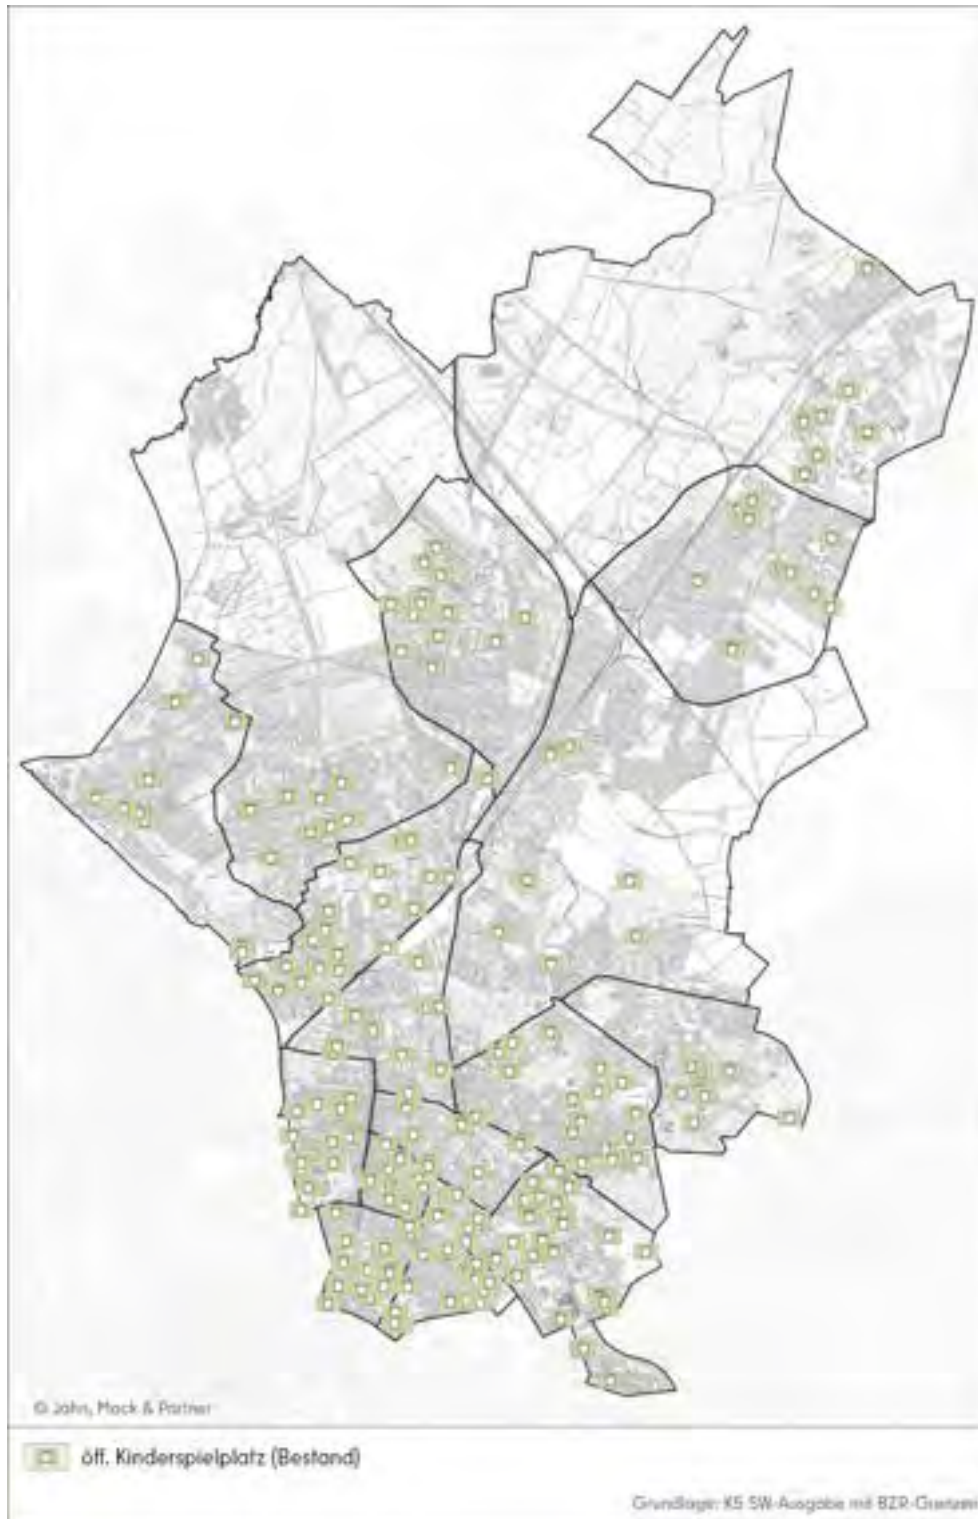 © Jahn, Mack & Partner
öff. Kinderspielplatz (Bestand)
Grundlage: K5 SW-Ausgabe mit BZR-Grenzen